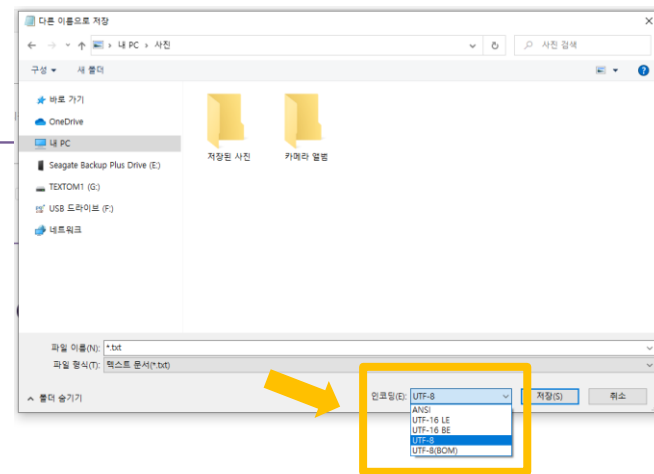 다른 이름으로 저장
내 PC > 사진
사진 검색
구성
새 폴더
바로 가기
OneDrive
내 PC
Seagate Backup Plus Drive (E:)
TEXTOM1 (G:)
USB 드라이브 (F:)
네트워크
저장된 사진
카메라 앨범
파일 이름(N): *.txt
파일 형식(T): 텍스트 문서(*.txt)
폴더 숨기기
인코딩(E): UTF-8
저장(S)
취소
ANSI
UTF-16 LE
UTF-16 BE
UTF-8
UTF-8(BOM)